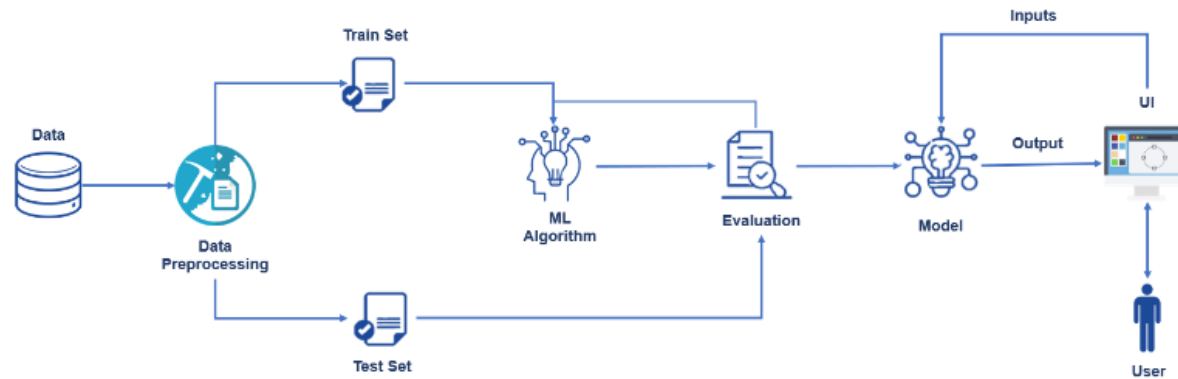 Inputs
Train Set
UI
Data
Output
ML
Algorithm
Evaluation
Model
Data
Preprocessing
Test Set
User